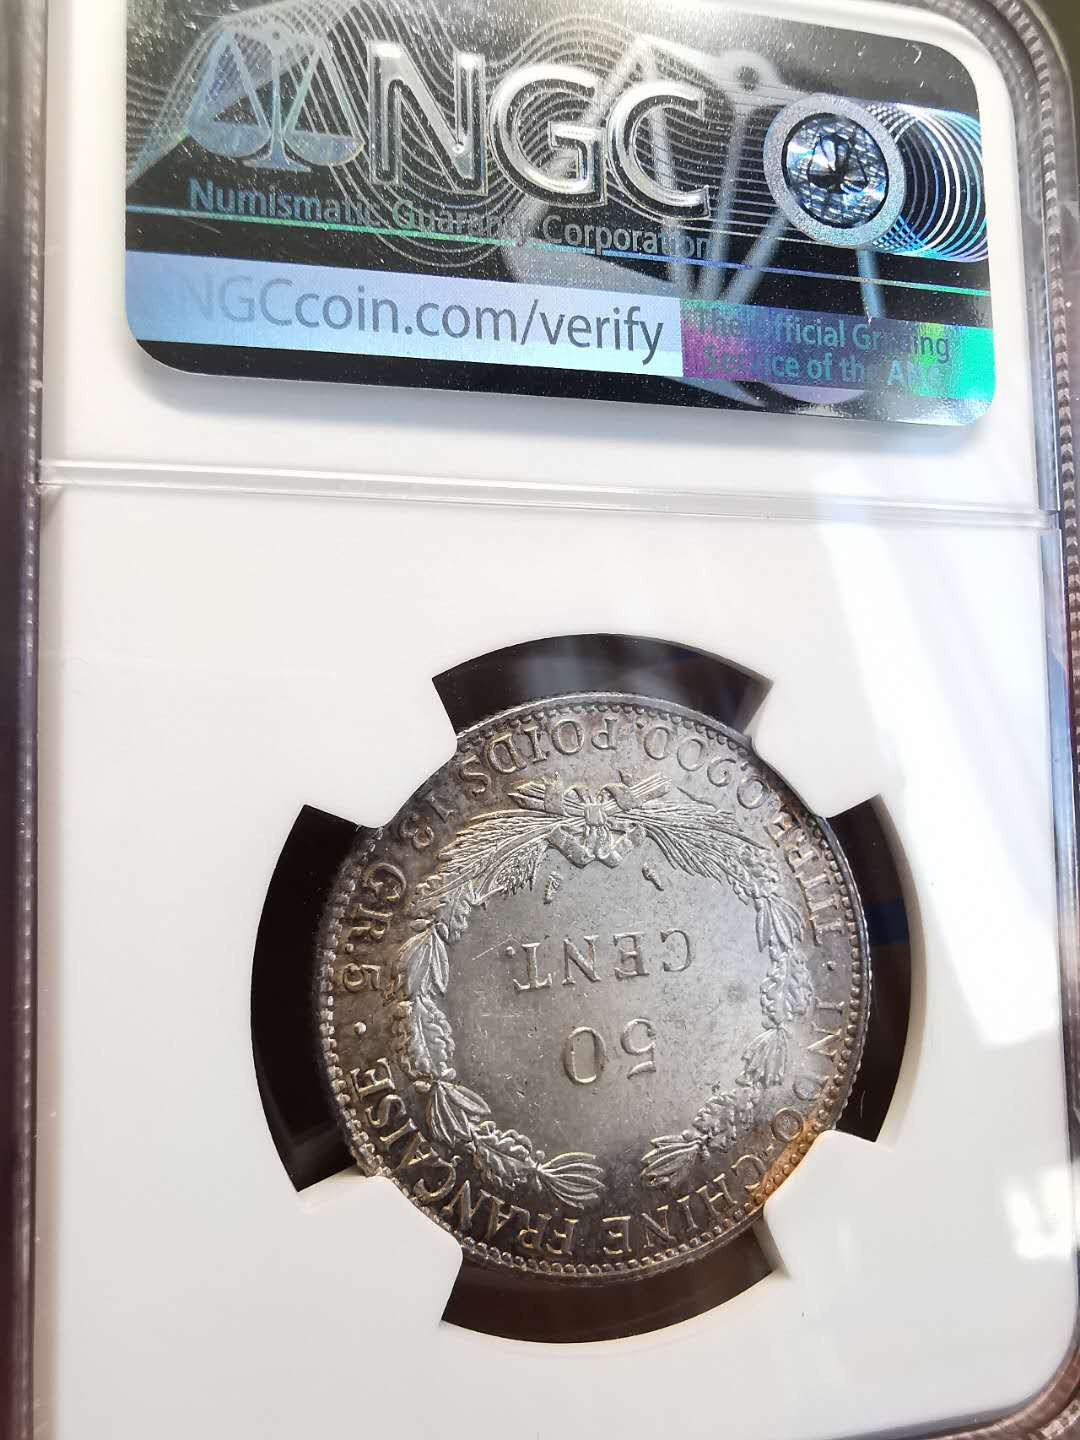 NGC
Numismatic Guaranty Corporation
NGCcoin.com/verify
The Official Grading
Service of the ANA
INDO-CHINE FRANÇAISE
50
CENT.
TITRE 0,900. POIDS 13 GR. 5